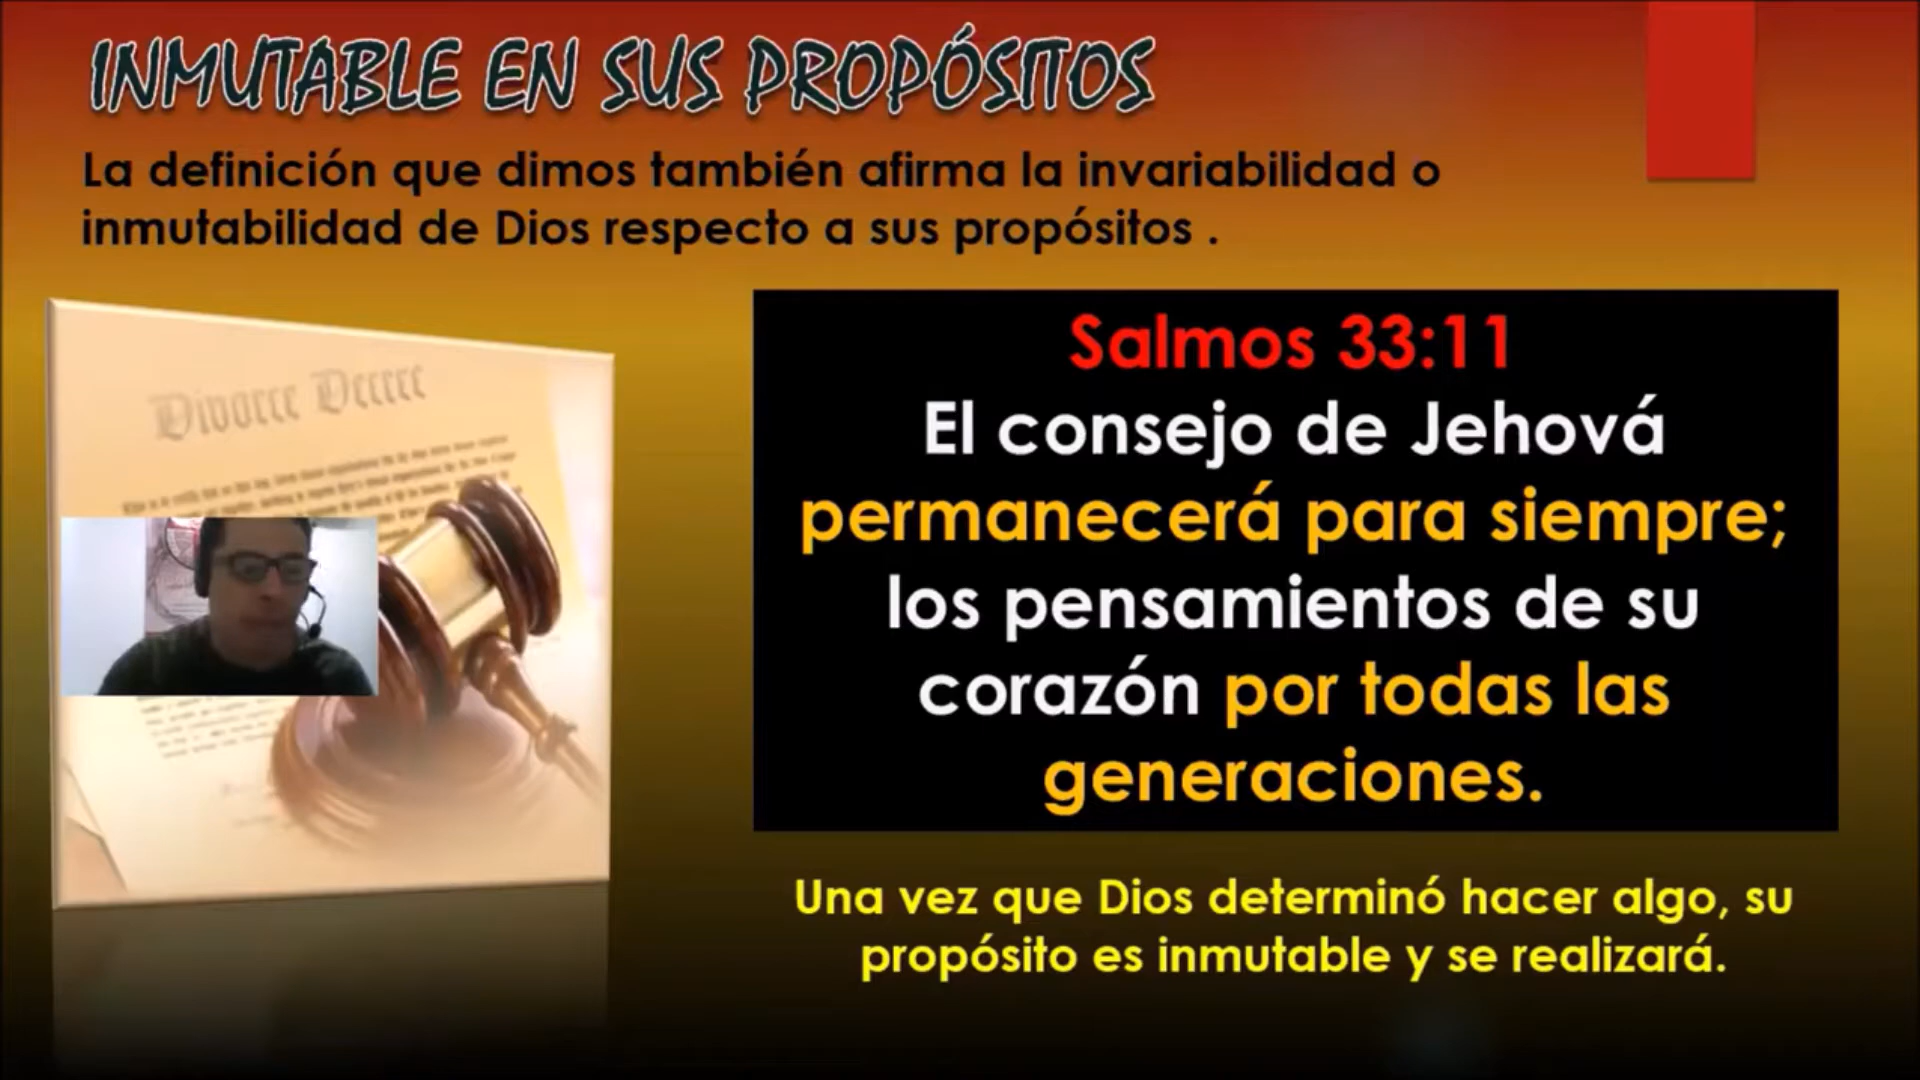 INMUTABLE EN SUS PROPÓSITOS
La definición que dimos también afirma la invariabilidad o
inmutabilidad de Dios respecto a sus propósitos .
Divorce Decree
Salmos 33:11
El consejo de Jehová
permanecerá para siempre;
los pensamientos de su
corazón por todas las
generaciones.
Una vez que Dios determinó hacer algo, su
propósito es inmutable y se realizará.